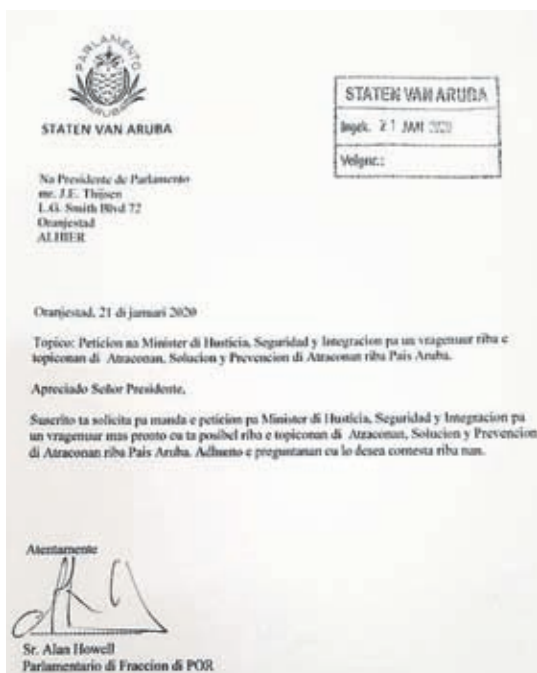 PARLAMENTO
ARUBA
STATEN VAN ARUBA
STATEN VAN ARUBA
Ingek. 21 JAN 2020
Volgnr.:
Na Presidente de Parlamento
mr. J.E. Thijsen
L.G. Smith Blvd 72
Oranjestad
ALHIER
Oranjestad, 21 di januari 2020
Topico: Peticion na Minister di Husticia, Seguridad y Integracion pa un vragenuur riba e
topiconan di Atraconan, Solucion y Prevencion di Atraconan riba Pais Aruba.
Apreciado Señor Presidente,
Suscrito ta solicita pa manda e peticion pa Minister di Husticia, Seguridad y Integracion pa
un vragenuur mas pronto cu ta posibel riba e topiconan di Atraconan, Solucion y Prevencion
di Atraconan riba Pais Aruba. Adhunto e preguntanan cu lo desea contesta riba nan.
Atentamente
Sr. Alan Howell
Parlamentario di Fraccion di POR